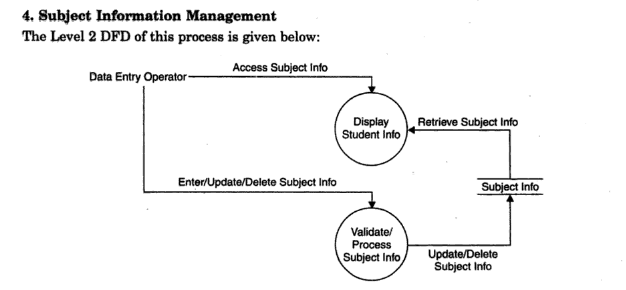 4. Subject Information Management
The Level 2 DFD of this process is given below:
Access Subject Info
Data Entry Operator
Display
Student Info
Retrieve Subject Info
Enter/Update/Delete Subject Info
Subject Info
Validate/
Process
Subject Info
Update/Delete
Subject Info